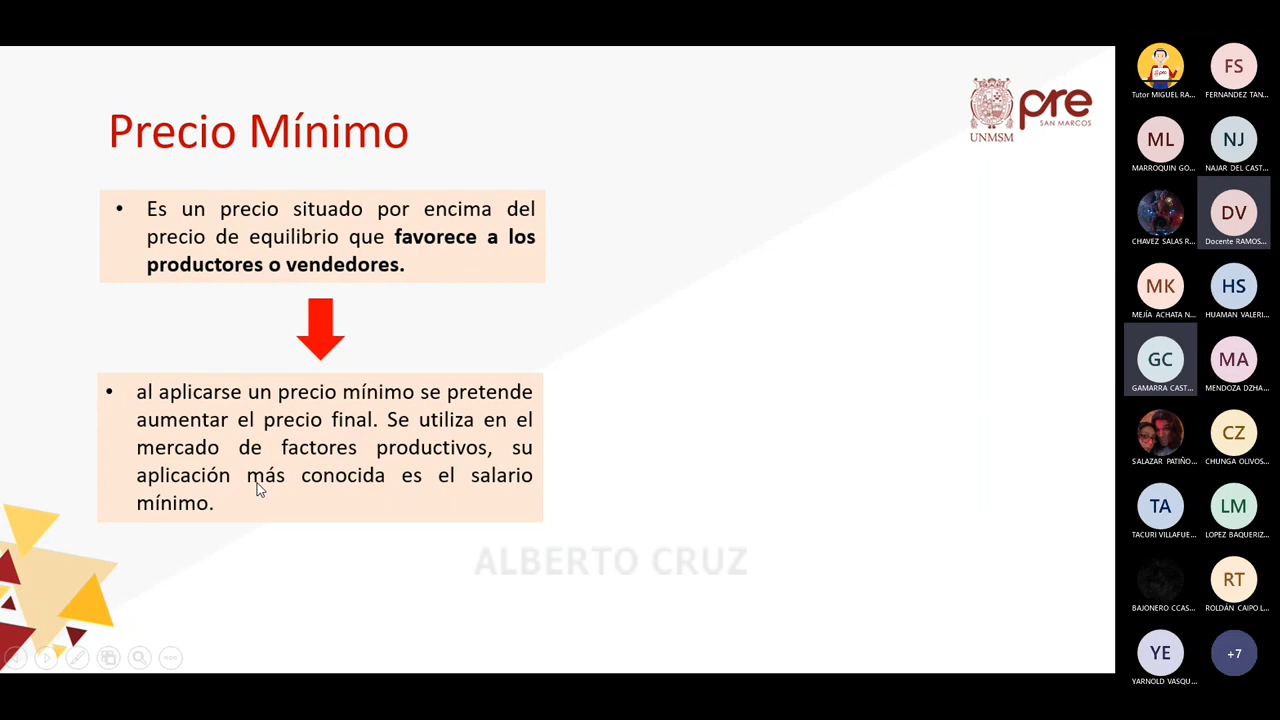 Precio Mínimo
UNMSM
pre
SAN MARCOS
• Es un precio situado por encima del
precio de equilibrio que favorece a los
productores o vendedores.
• al aplicarse un precio mínimo se pretende
aumentar el precio final. Se utiliza en el
mercado de factores productivos, su
aplicación más conocida es el salario
mínimo.
ALBERTO CRUZ
Tutor MIGUEL RA...
FS
FERNANDEZ TAN...
ML
MARROQUIN GO...
NJ
NAJAR DEL CAST...
CHAVEZ SALAS R...
DV
Docente RAMOS...
MK
MEJÍA ACHATA N...
HS
HUAMAN VALERI...
GC
GAMARRA CAST...
MA
MENDOZA DZHA...
SALAZAR PATIÑO...
CZ
CHUNGA OLIVOS...
TA
TACURI VILLAFUE...
LM
LOPEZ BAQUERIZ...
BAJONERO CCAS...
RT
ROLDÁN CAIPO L...
YE
YARNOLD VASQU...
+7